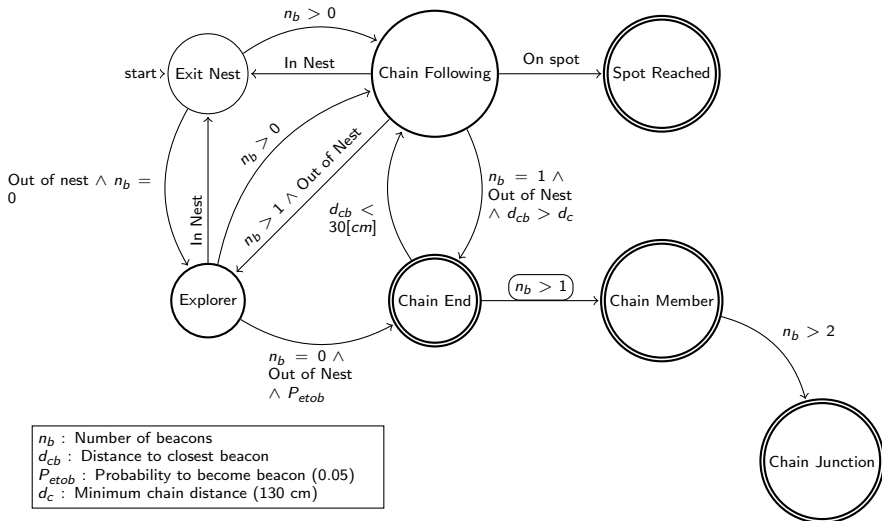 n_b > 0
start
Exit Nest
In Nest
Chain Following
On spot
Spot Reached
Out of nest ∧ n_b =
0
In Nest
n_b > 0
n_b > 1 ∧ Out of Nest
d_cb <
30[cm]
n_b = 1 ∧
Out of Nest
∧ d_cb > d_c
Explorer
Chain End
n_b > 1
Chain Member
n_b = 0 ∧
Out of Nest
∧ P_etob
n_b > 2
Chain Junction
n_b : Number of beacons
d_cb : Distance to closest beacon
P_etob : Probability to become beacon (0.05)
d_c : Minimum chain distance (130 cm)